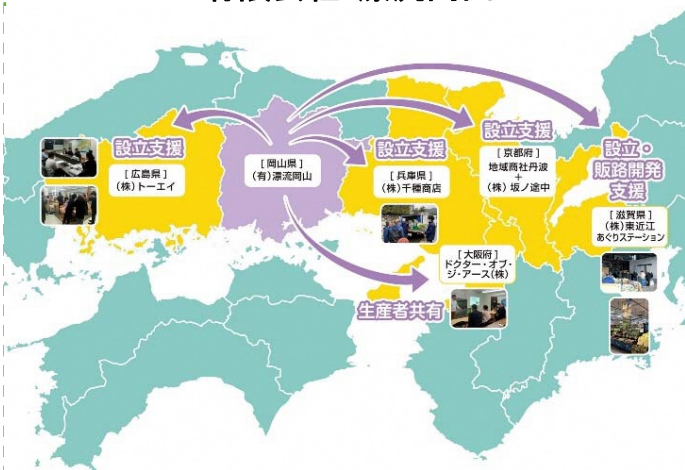 設立支援
[広島県]
(株)トーエイ
[岡山県]
(有)漂流岡山
設立支援
[兵庫県]
(株)千種商店
設立支援
[京都府]
地域商社丹波
+
(株)坂ノ途中
設立・
販路開発
支援
[滋賀県]
(株)東近江
あぐりステーション
[大阪府]
ドクター・オブ・
ジ・アース(株)
生産者共有